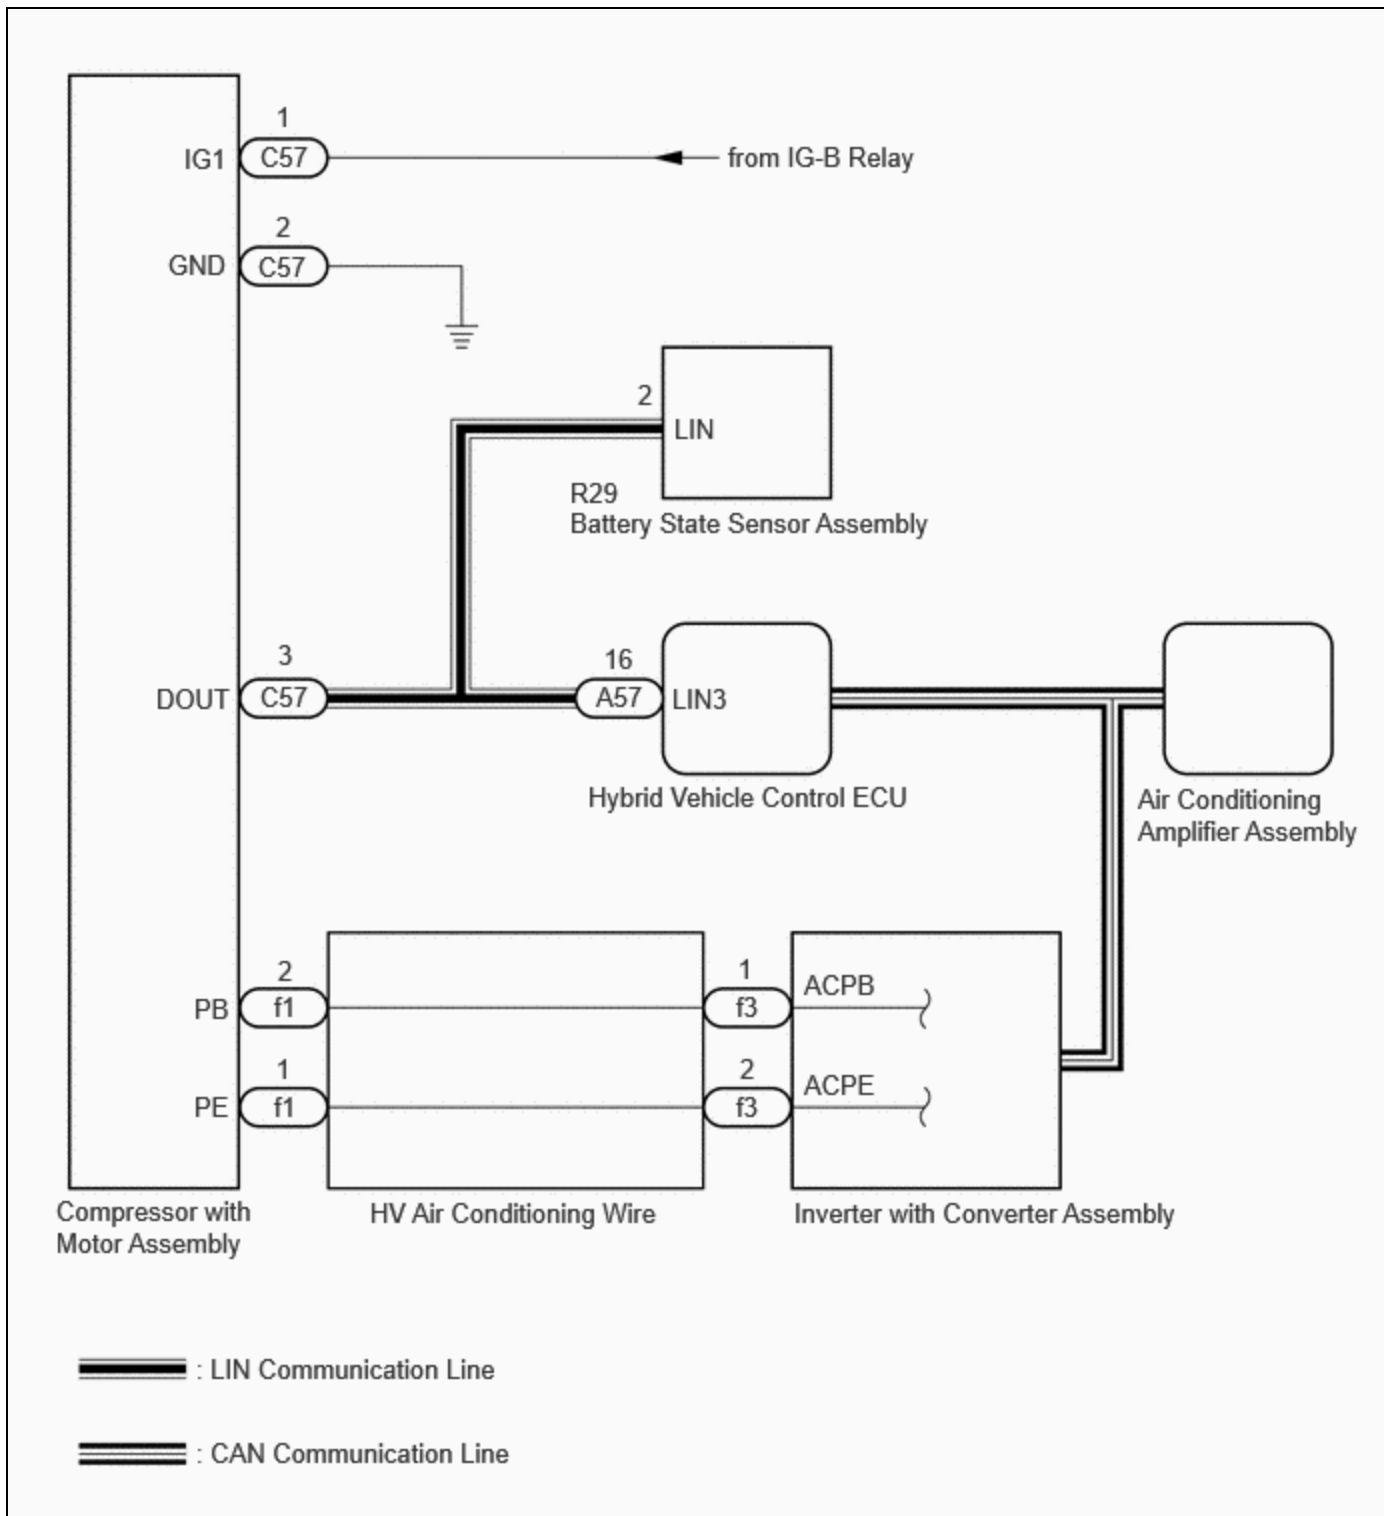 1
IG1 C57 from IG-B Relay
2
GND C57
2
LIN
R29
Battery State Sensor Assembly
3
DOUT C57
16
A57 LIN3
Hybrid Vehicle Control ECU
Air Conditioning
Amplifier Assembly
2
PB f1
1
f3 ACPB
1
PE f1
2
f3 ACPE
Compressor with
Motor Assembly
HV Air Conditioning Wire
Inverter with Converter Assembly
: LIN Communication Line
: CAN Communication Line